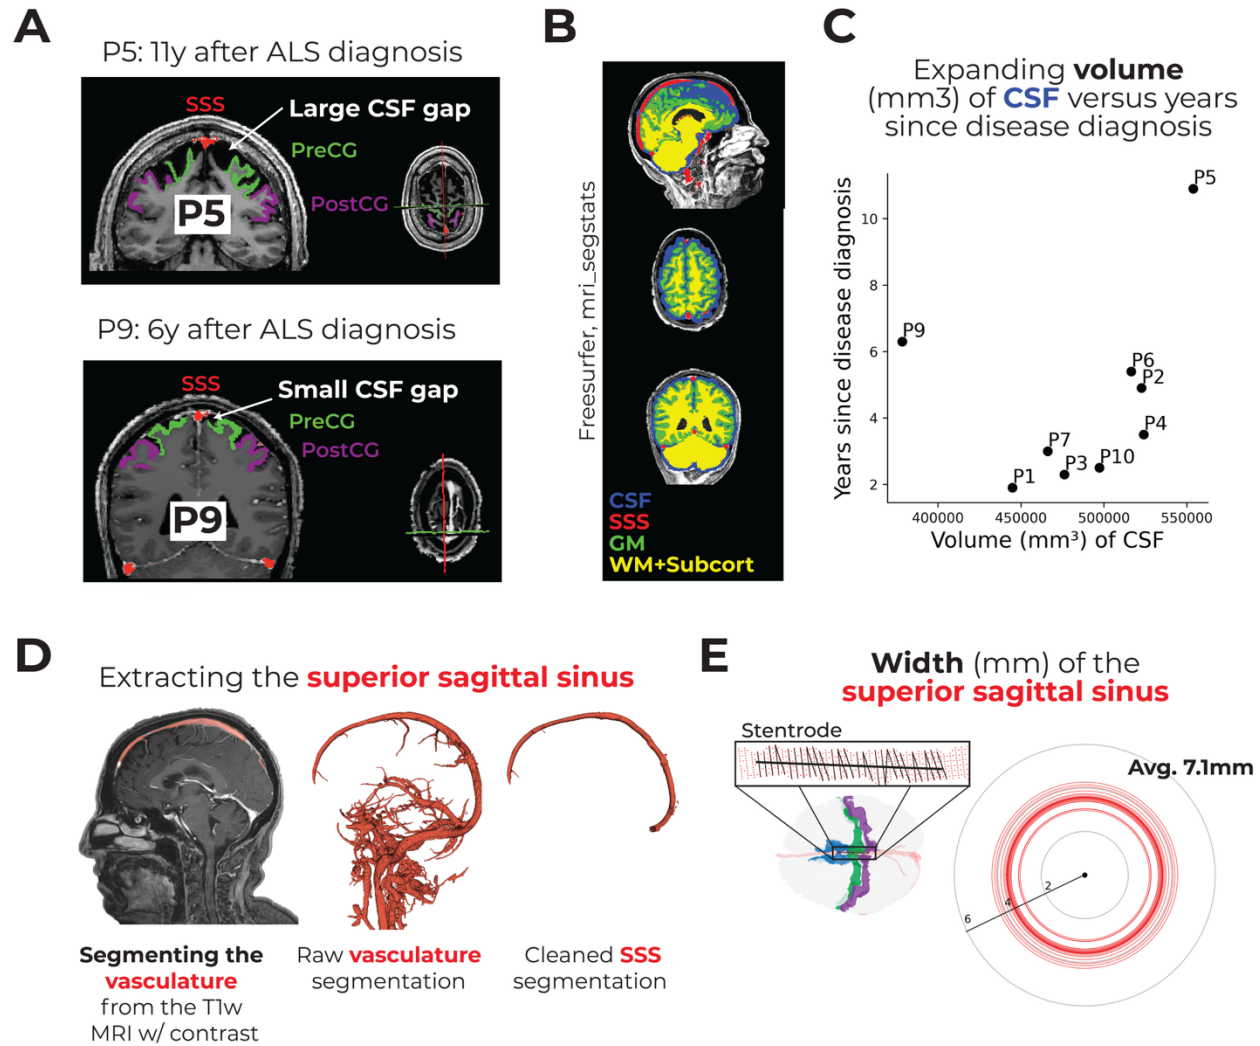 A
P5: 11y after ALS diagnosis
SSS
Large CSF gap
PreCG
PostCG
P5
P9: 6y after ALS diagnosis
SSS
Small CSF gap
PreCG
PostCG
P9
B
Freesurfer, mri_segstats
CSF
SSS
GM
WM+Subcort
C
Expanding volume
(mm3) of CSF versus years
since disease diagnosis
Years since disease diagnosis
10
8
6
4
2
P5
P9
P6
P2
P4
P7
P3
P10
P1
400000
450000
500000
550000
Volume (mm³) of CSF
D
Extracting the superior sagittal sinus
Segmenting the
vasculature
from the T1w
MRI w/ contrast
Raw vasculature
segmentation
Cleaned SSS
segmentation
E
Width (mm) of the
superior sagittal sinus
Stentrode
Avg. 7.1mm
2
4
6